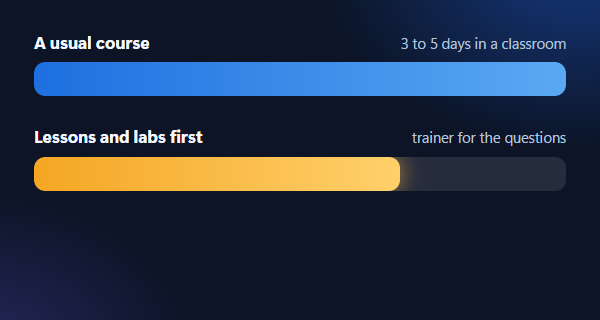 A usual course
3 to 5 days in a classroom
Lessons and labs first
trainer for the questions